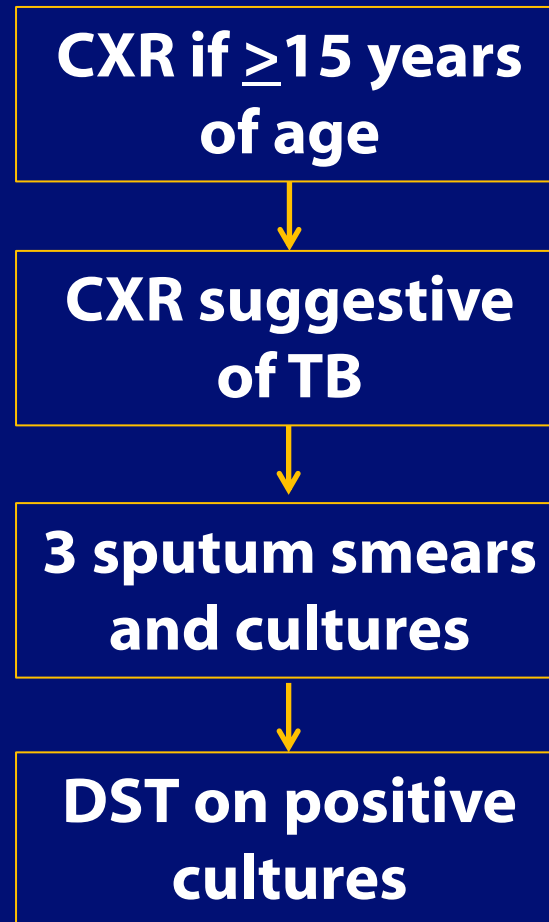 CXR if ≥15 years
of age
CXR suggestive
of TB
3 sputum smears
and cultures
DST on positive
cultures